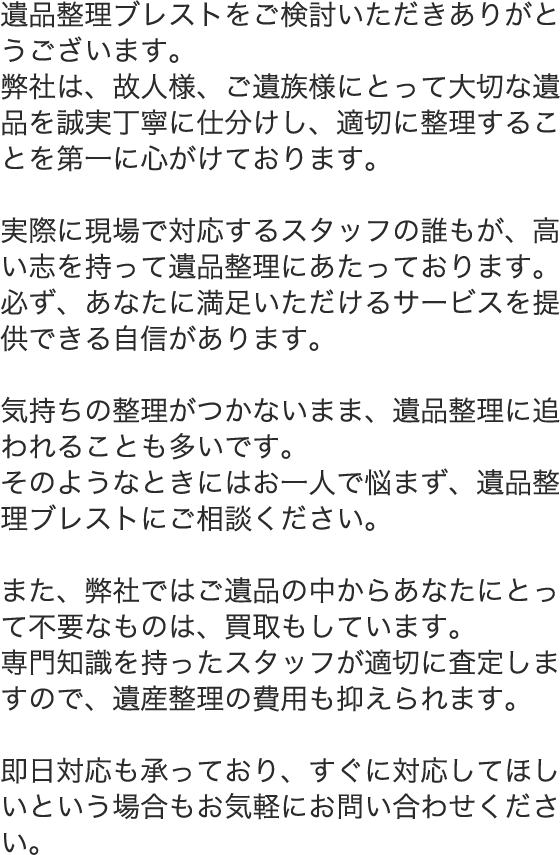 遺品整理ブレストをご検討いただきありがと
うございます。
弊社は、故人様、ご遺族様にとって大切な遺
品を誠実丁寧に仕分けし、適切に整理するこ
とを第一に心がけております。
実際に現場で対応するスタッフの誰もが、高
い志を持って遺品整理にあたっております。
必ず、あなたに満足いただけるサービスを提
供できる自信があります。
気持ちの整理がつかないまま、遺品整理に追
われることも多いです。
そのようなときにはお一人で悩まず、遺品整
理ブレストにご相談ください。
また、弊社ではご遺品の中からあなたにとっ
て不要なものは、買取もしています。
専門知識を持ったスタッフが適切に査定しま
すので、遺産整理の費用も抑えられます。
即日対応も承っており、すぐに対応してほし
いという場合もお気軽にお問い合わせくださ
い。